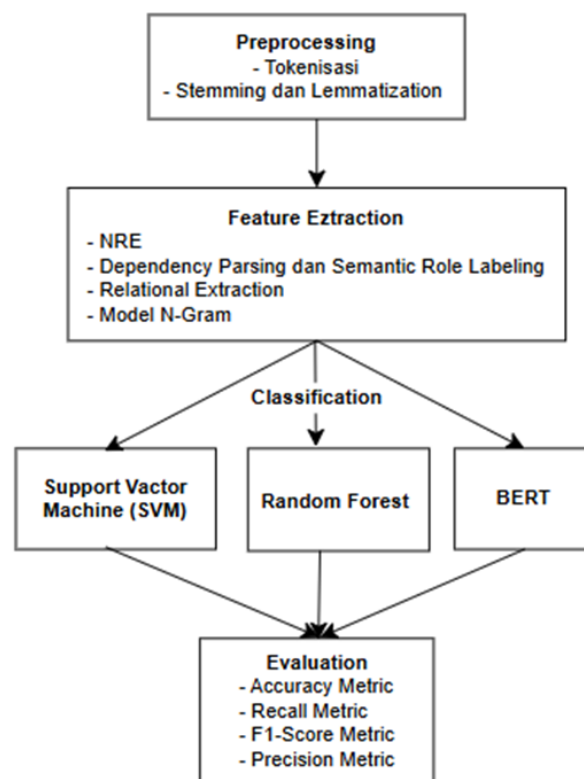 Preprocessing
- Tokenisasi
- Stemming dan Lemmatization
Feature Eztraction
- NRE
- Dependency Parsing dan Semantic Role Labeling
- Relational Extraction
- Model N-Gram
Classification
Support Vactor
Machine (SVM)
Random Forest
BERT
Evaluation
- Accuracy Metric
- Recall Metric
- F1-Score Metric
- Precision Metric